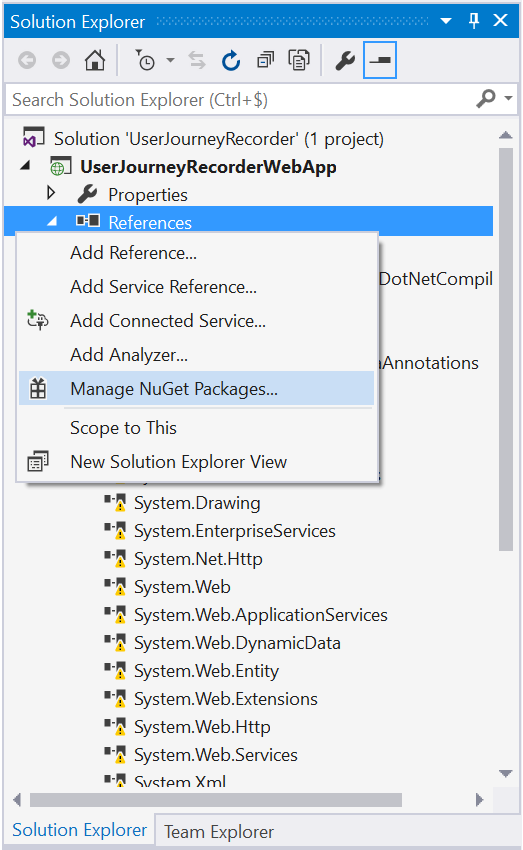 Solution Explorer
Search Solution Explorer (Ctrl+$)
Solution 'UserJourneyRecorder' (1 project)
UserJourneyRecorderWebApp
Properties
References
Add Reference...
DotNetCompil
Add Service Reference...
Add Connected Service...
Add Analyzer...
Annotations
Manage NuGet Packages...
Scope to This
New Solution Explorer View
System.Drawing
System.EnterpriseServices
System.Net.Http
System.Web
System.Web.ApplicationServices
System.Web.DynamicData
System.Web.Entity
System.Web.Extensions
System.Web.Http
System.Web.Services
System.Xml
Solution Explorer
Team Explorer